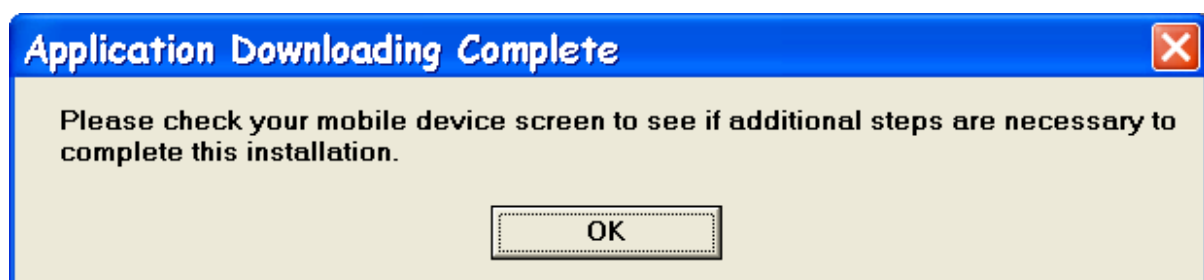 Application Downloading Complete
Please check your mobile device screen to see if additional steps are necessary to
complete this installation.
OK